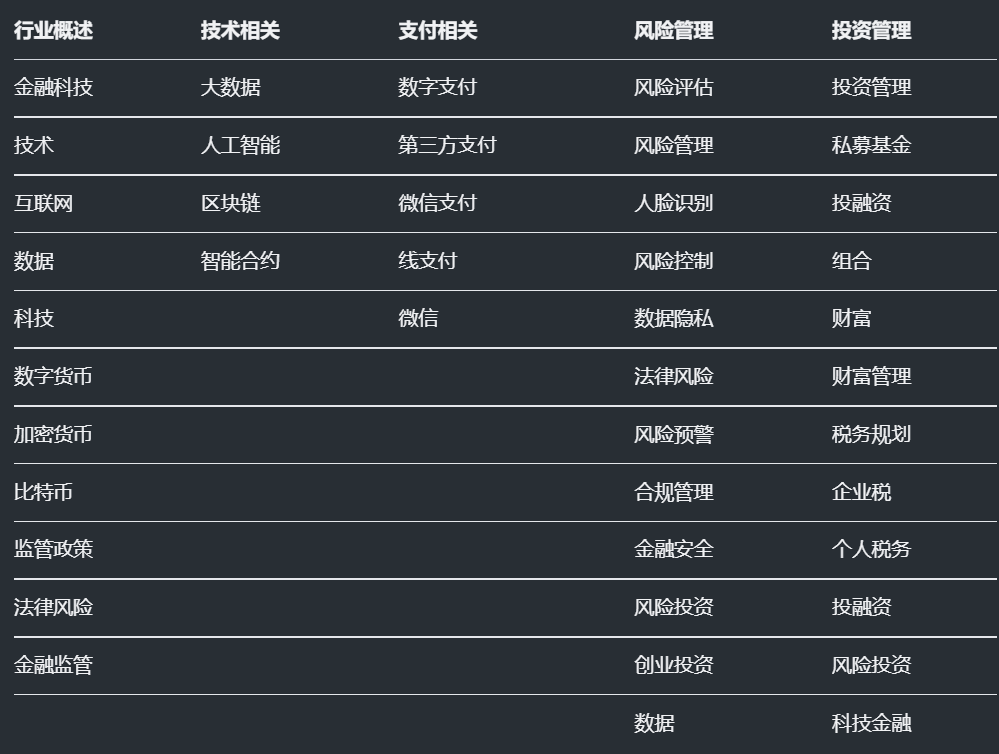 行业概述 技术相关 支付相关 风险管理 投资管理
金融科技 大数据 数字支付 风险评估 投资管理
技术 人工智能 第三方支付 风险管理 私募基金
互联网 区块链 微信支付 人脸识别 投融资
数据 智能合约 线支付 风险控制 组合
科技 微信 数据隐私 财富
数字货币 法律风险 财富管理
加密货币 风险预警 税务规划
比特币 合规管理 企业税
监管政策 金融安全 个人税务
法律风险 风险投资 投融资
金融监管 创业投资 风险投资
数据 科技金融